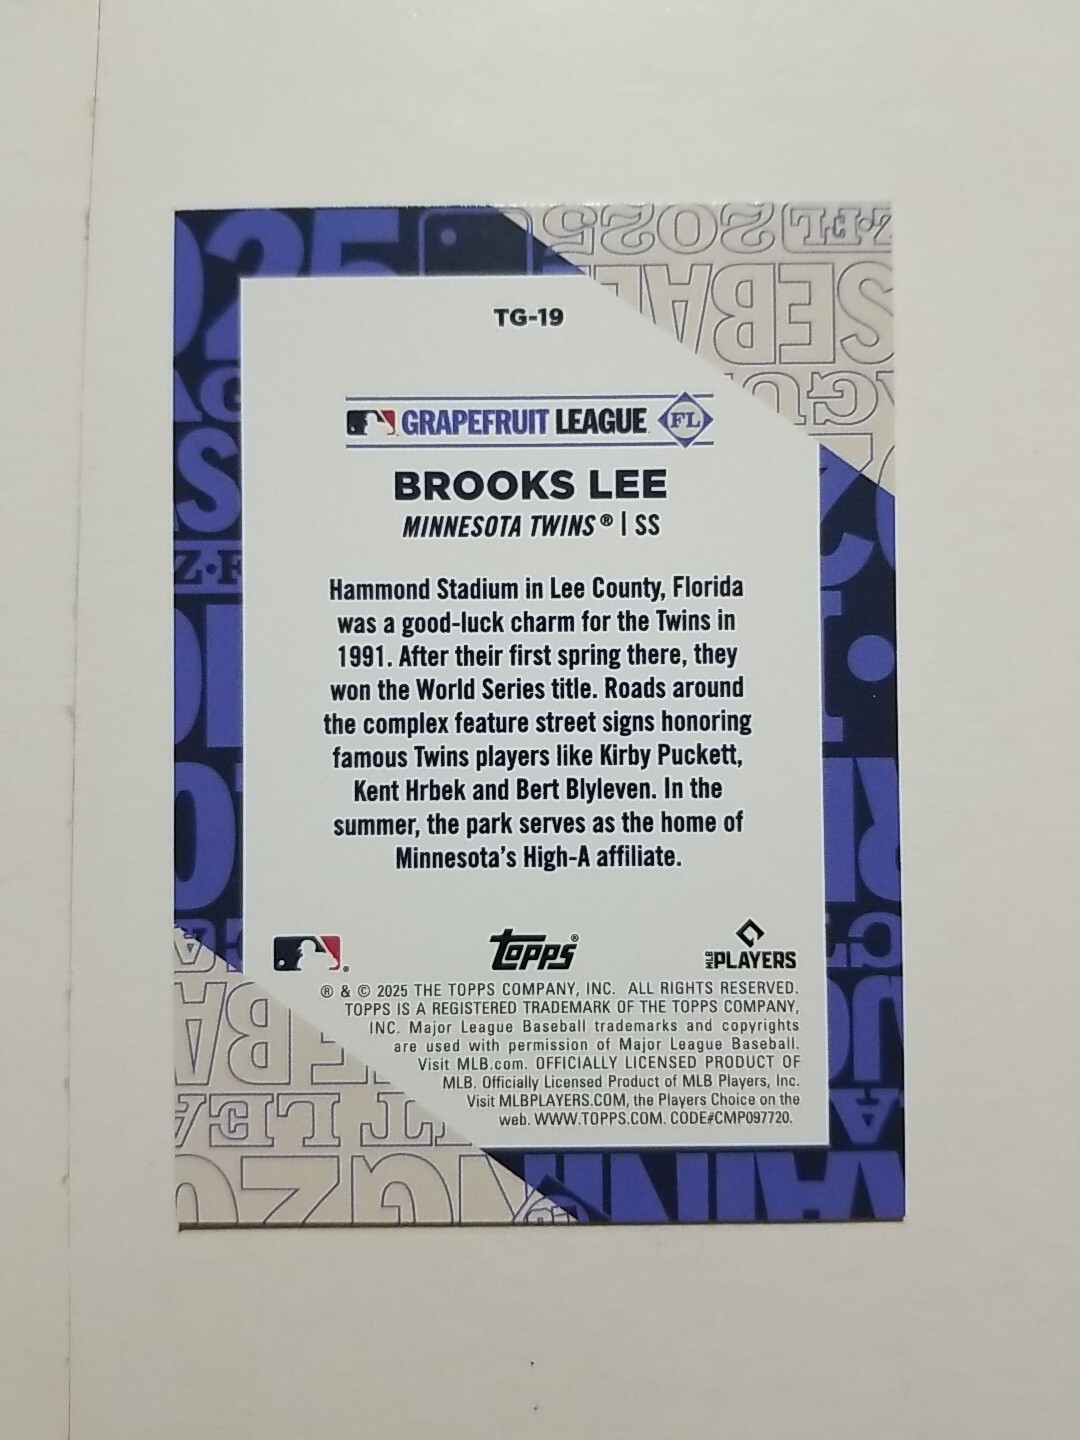 TG-19
GRAPEFRUIT LEAGUE FL
BROOKS LEE
MINNESOTA TWINS® | SS
Hammond Stadium in Lee County, Florida
was a good-luck charm for the Twins in
1991. After their first spring there, they
won the World Series title. Roads around
the complex feature street signs honoring
famous Twins players like Kirby Puckett,
Kent Hrbek and Bert Blyleven. In the
summer, the park serves as the home of
Minnesota's High-A affiliate.
TOPPS®
MLB PLAYERS
® & © 2025 THE TOPPS COMPANY, INC. ALL RIGHTS RESERVED.
TOPPS IS A REGISTERED TRADEMARK OF THE TOPPS COMPANY,
INC. Major League Baseball trademarks and copyrights
are used with permission of Major League Baseball.
Visit MLB.com. OFFICIALLY LICENSED PRODUCT OF
MLB. Officially Licensed Product of MLB Players, Inc.
Visit MLBPLAYERS.COM, the Players Choice on the
web. WWW.TOPPS.COM. CODE#CMP097720.